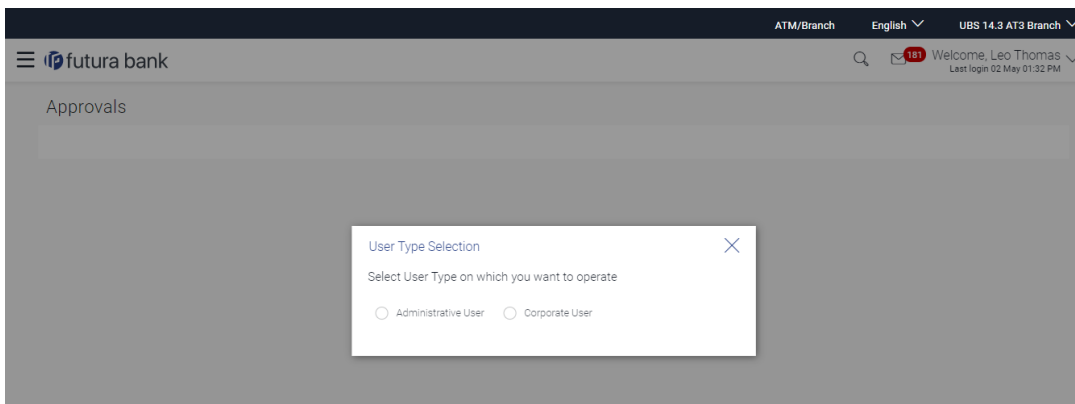 ATM/Branch English UBS 14.3 AT3 Branch
futura bank 181 Welcome, Leo Thomas
Last login 02 May 01:32 PM
Approvals
User Type Selection
Select User Type on which you want to operate
Administrative User Corporate User